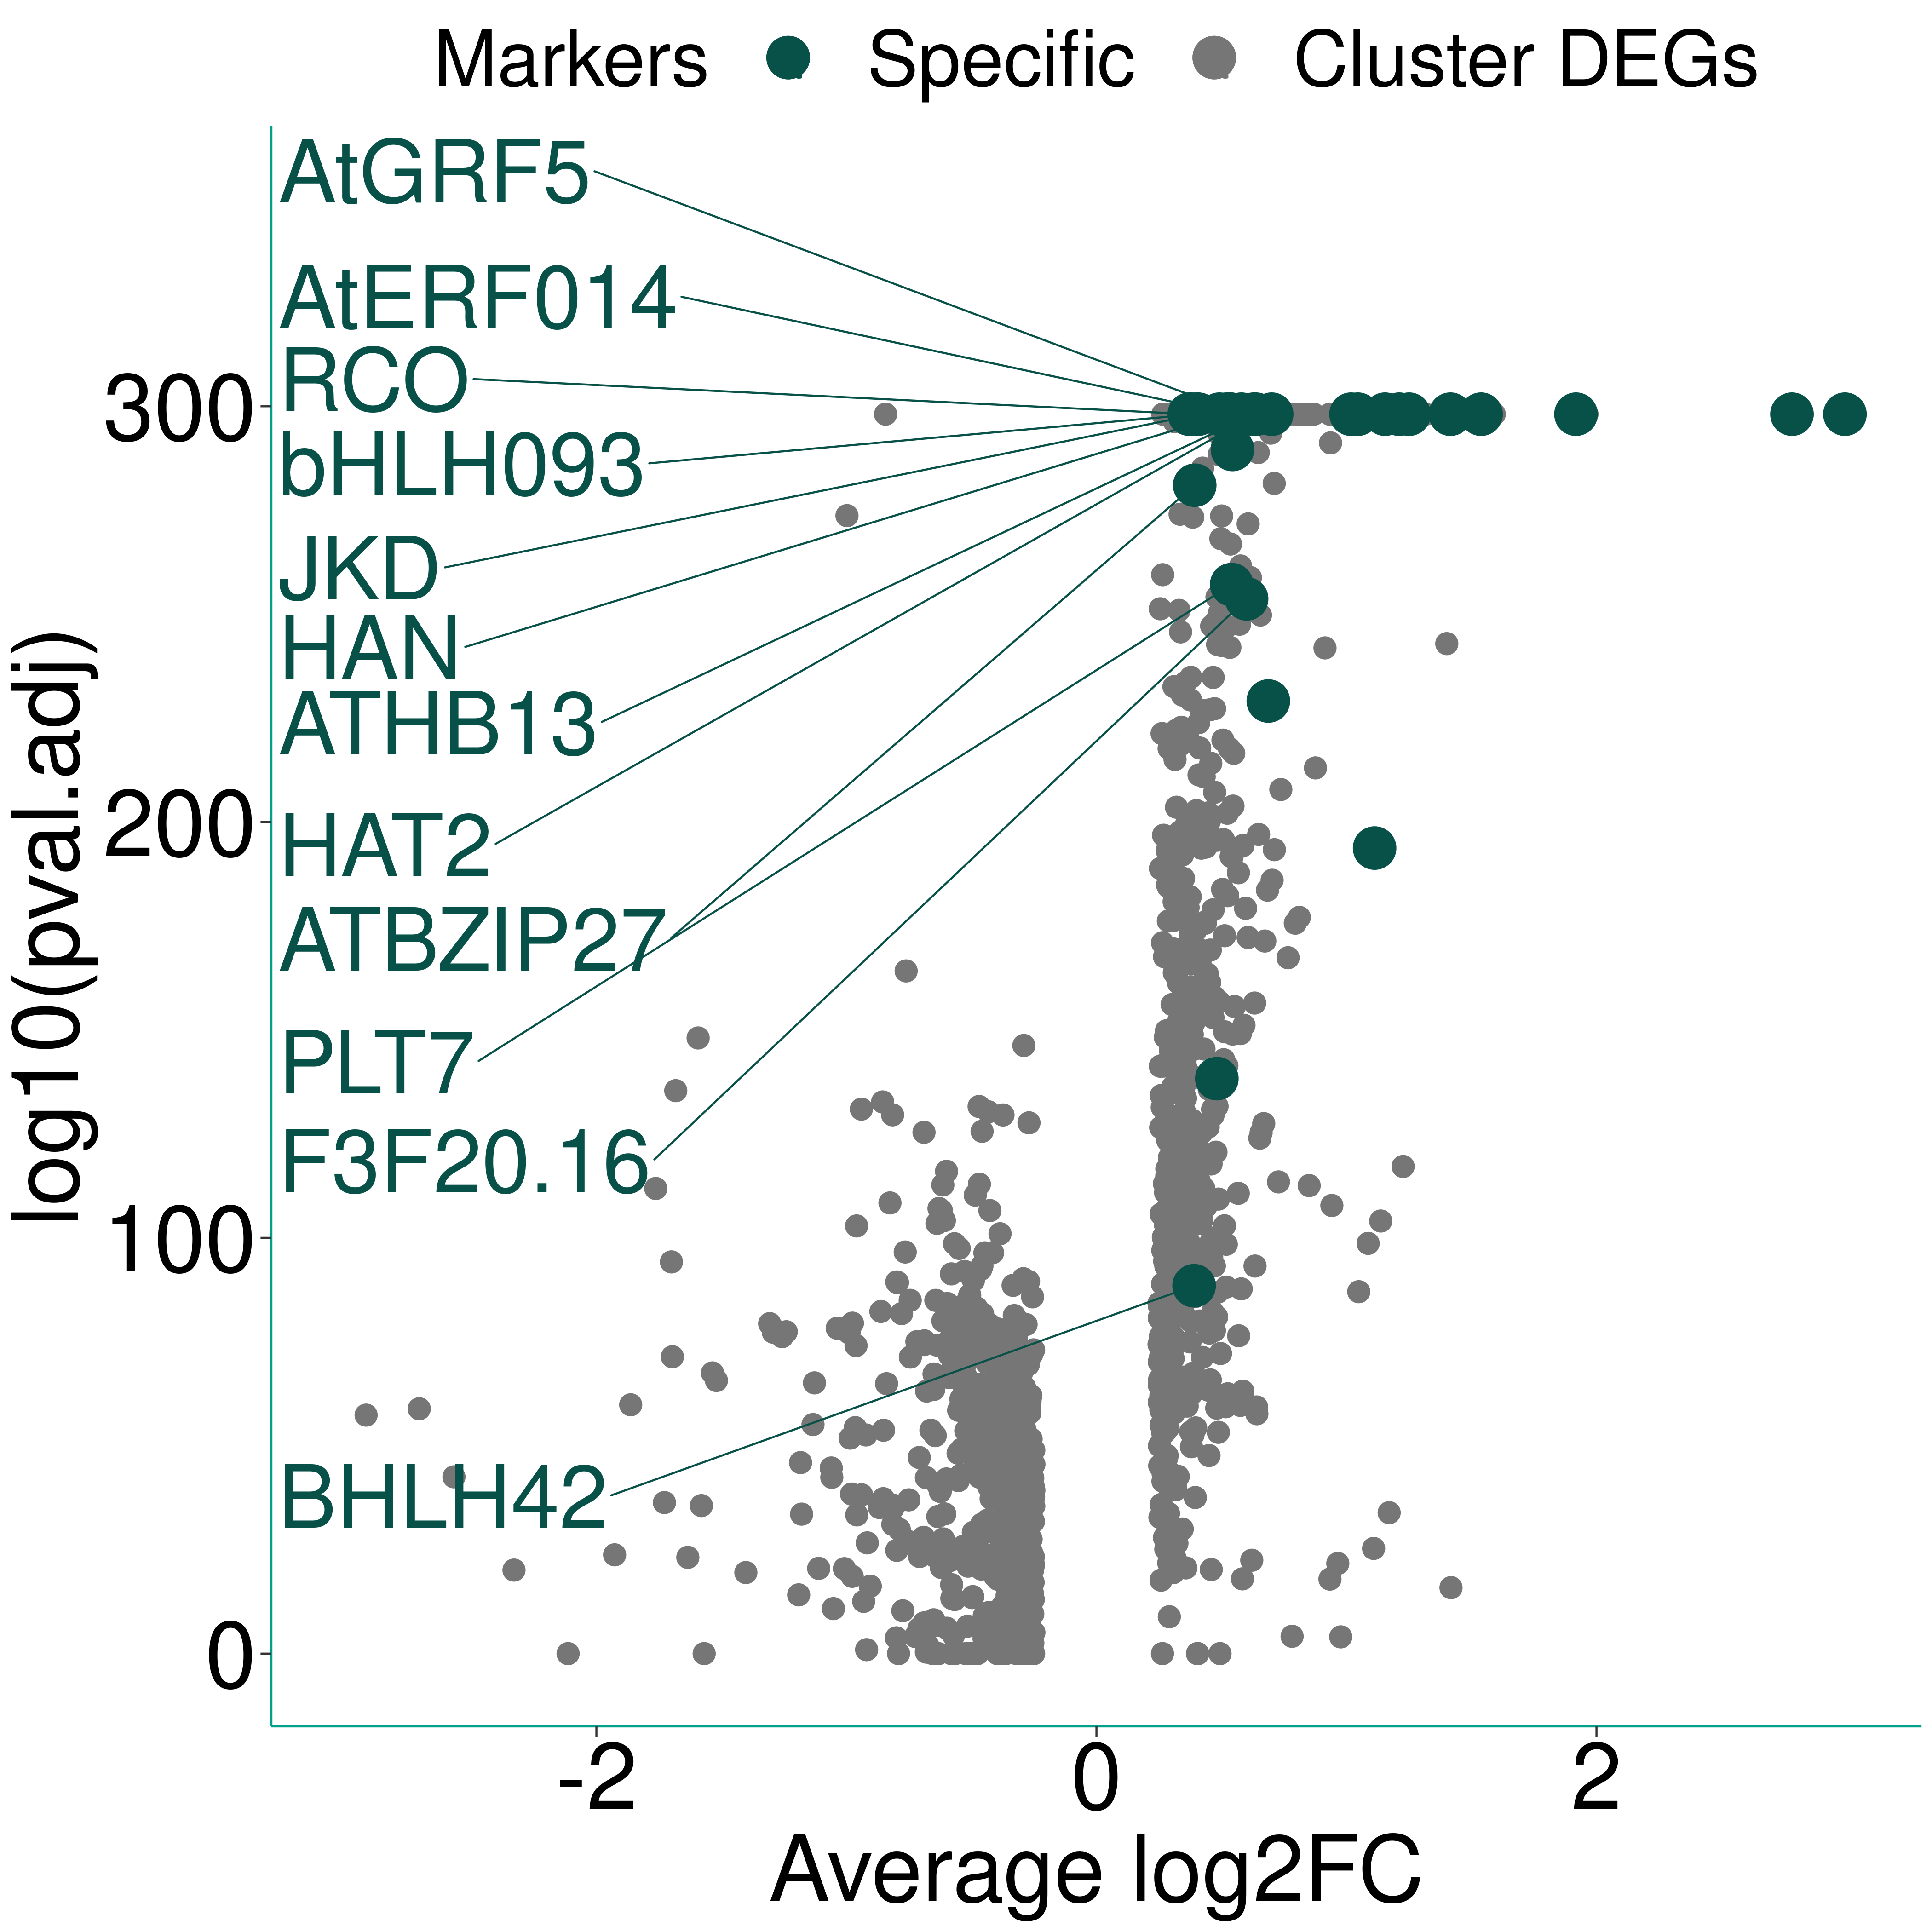 Markers Specific Cluster DEGs
AtGRF5
AtERF014
RCO
bHLH093
JKD
HAN
ATHB13
HAT2
ATBZIP27
PLT7
F3F20.16
BHLH42
300
200
100
0
log10(pval.adj)
-2 0 2
Average log2FC